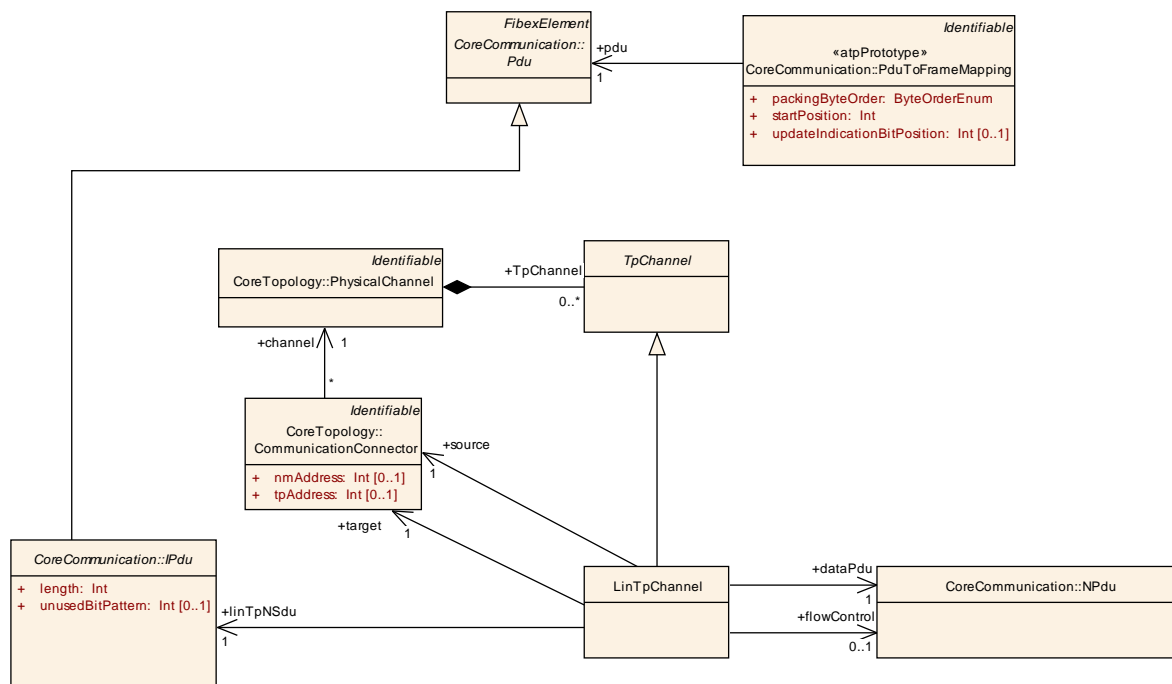 FibexElement
CoreCommunication::
Pdu
+pdu
1
Identifiable
«atpPrototype»
CoreCommunication::PduToFrameMapping
+ packingByteOrder: ByteOrderEnum
+ startPosition: Int
+ updateIndicationBitPosition: Int [0..1]
Identifiable
CoreTopology::PhysicalChannel
+TpChannel
0..*
TpChannel
+channel
1
*
Identifiable
CoreTopology::
CommunicationConnector
+ nmAddress: Int [0..1]
+ tpAddress: Int [0..1]
+source
1
+target
1
CoreCommunication::IPdu
+ length: Int
+ unusedBitPattern: Int [0..1]
+linTpNSdu
1
LinTpChannel
+dataPdu
1
+flowControl
0..1
CoreCommunication::NPdu